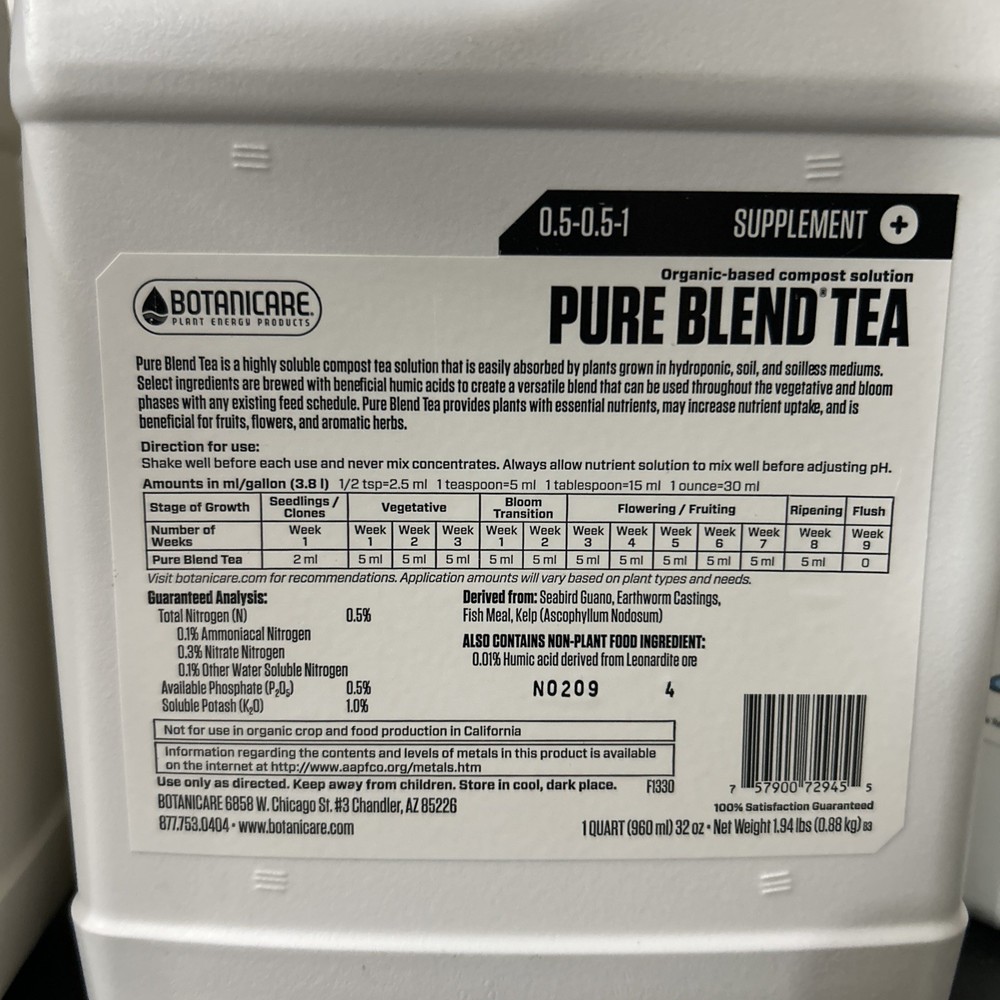 0.5-0.5-1 SUPPLEMENT +
Organic-based compost solution
BOTANICARE.
PLANT ENERGY PRODUCTS
PURE BLEND® TEA
Pure Blend Tea is a highly soluble compost tea solution that is easily absorbed by plants grown in hydroponic, soil, and soilless mediums.
Select ingredients are brewed with beneficial humic acids to create a versatile blend that can be used throughout the vegetative and bloom
phases with any existing feed schedule. Pure Blend Tea provides plants with essential nutrients, may increase nutrient uptake, and is
beneficial for fruits, flowers, and aromatic herbs.
Direction for use:
Shake well before each use and never mix concentrates. Always allow nutrient solution to mix well before adjusting pH.
Amounts in ml/gallon (3.8 l) 1/2 tsp=2.5 ml 1 teaspoon=5 ml 1 tablespoon=15 ml 1 ounce=30 ml
Stage of Growth Seedlings / Clones Vegetative Bloom Transition Flowering / Fruiting Ripening Flush
Number of Weeks Week 1 Week 1 Week 2 Week 3 Week 1 Week 2 Week 3 Week 4 Week 5 Week 6 Week 7 Week 8 Week 9
Pure Blend Tea 2 ml 5 ml 5 ml 5 ml 5 ml 5 ml 5 ml 5 ml 5 ml 5 ml 5 ml 5 ml 0
Visit botanicare.com for recommendations. Application amounts will vary based on plant types and needs.
Guaranteed Analysis:
Total Nitrogen (N) 0.5%
0.1% Ammoniacal Nitrogen
0.3% Nitrate Nitrogen
0.1% Other Water Soluble Nitrogen
Available Phosphate (P₂O₅) 0.5%
Soluble Potash (K₂O) 1.0%
Derived from: Seabird Guano, Earthworm Castings,
Fish Meal, Kelp (Ascophyllum Nodosum)
ALSO CONTAINS NON-PLANT FOOD INGREDIENT:
0.01% Humic acid derived from Leonardite ore
N0209 4
Not for use in organic crop and food production in California
Information regarding the contents and levels of metals in this product is available
on the internet at http://www.aapfco.org/metals.htm
Use only as directed. Keep away from children. Store in cool, dark place. F1330
BOTANICARE 6858 W. Chicago St. #3 Chandler, AZ 85226
877.753.0404 • www.botanicare.com
7 57900 72945 5
100% Satisfaction Guaranteed
1 QUART (960 ml) 32 oz • Net Weight 1.94 lbs (0.88 kg) B3